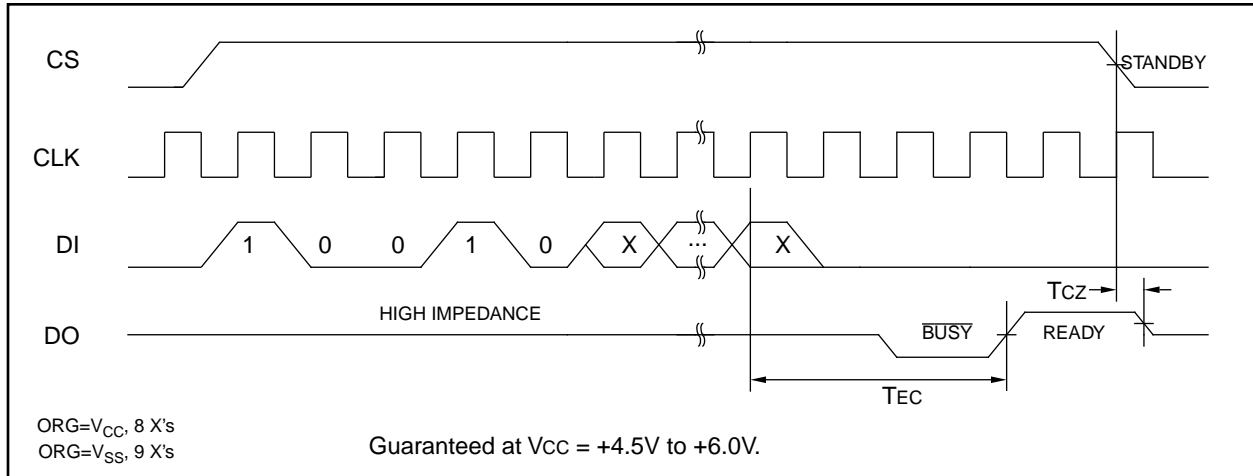 CS
STANDBY
CLK
DI
1 0 0 1 0 X ... X
TCZ
HIGH IMPEDANCE
DO
BUSY READY
TEC
ORG=VCC, 8 X's
ORG=VSS, 9 X's
Guaranteed at VCC = +4.5V to +6.0V.